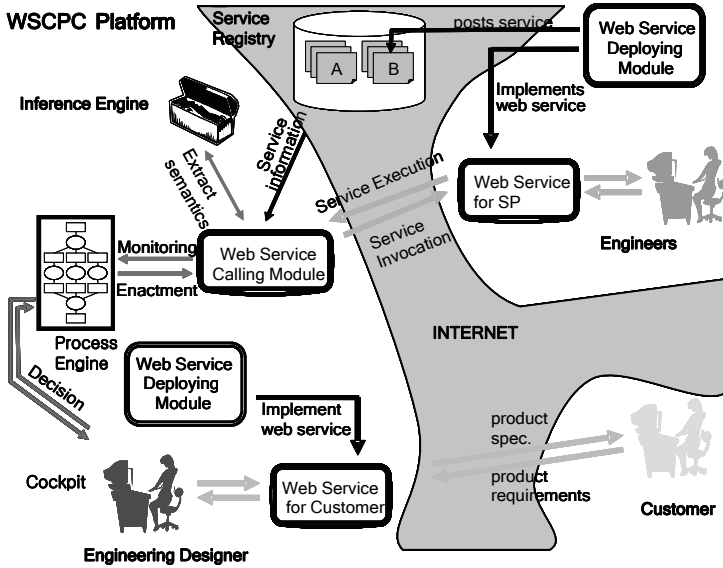 WSCPC Platform
Service
Registry
posts service
Web Service
Deploying
Module
A
B
Implements
web service
Inference Engine
Service
information
Extract
semantics
Service Execution
Web Service
for SP
Service
Invocation
Engineers
Monitoring
Enactment
Web Service
Calling Module
Process
Engine
INTERNET
Decision
Web Service
Deploying
Module
Implement
web service
product
spec.
product
requirements
Cockpit
Web Service
for Customer
Customer
Engineering Designer